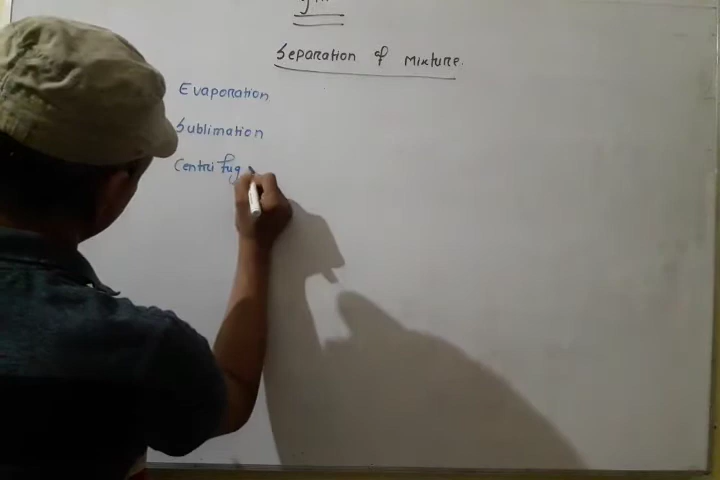 Separation of Mixture.
Evaporation
Sublimation
Centrifug